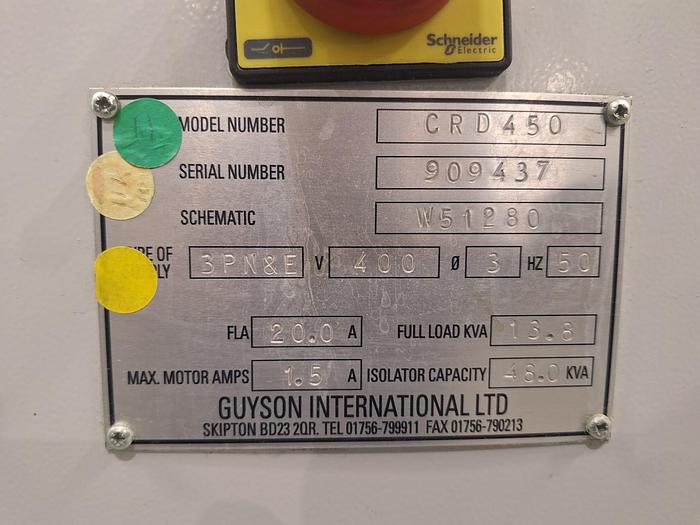 Schneider
Electric
MODEL NUMBER CRD450
SERIAL NUMBER 909437
SCHEMATIC W51280
OF 3PN&E V 400 Ø 3 HZ 50
FLA 20.0 A FULL LOAD KVA 13.8
MAX. MOTOR AMPS 1.5 A ISOLATOR CAPACITY 48.0 KVA
GUYSON INTERNATIONAL LTD
SKIPTON BD23 2QR. TEL 01756-799911 FAX 01756-790213